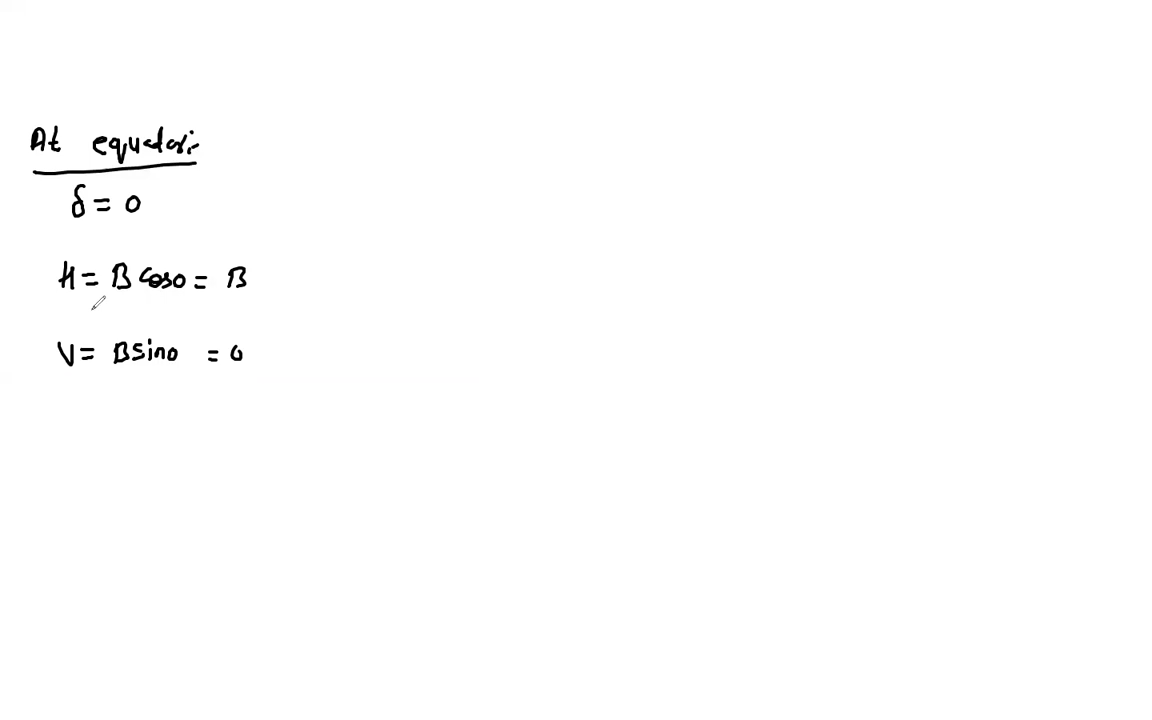 At equator:-
δ = 0
H = B cos0 = B
V = B sin0 = 0